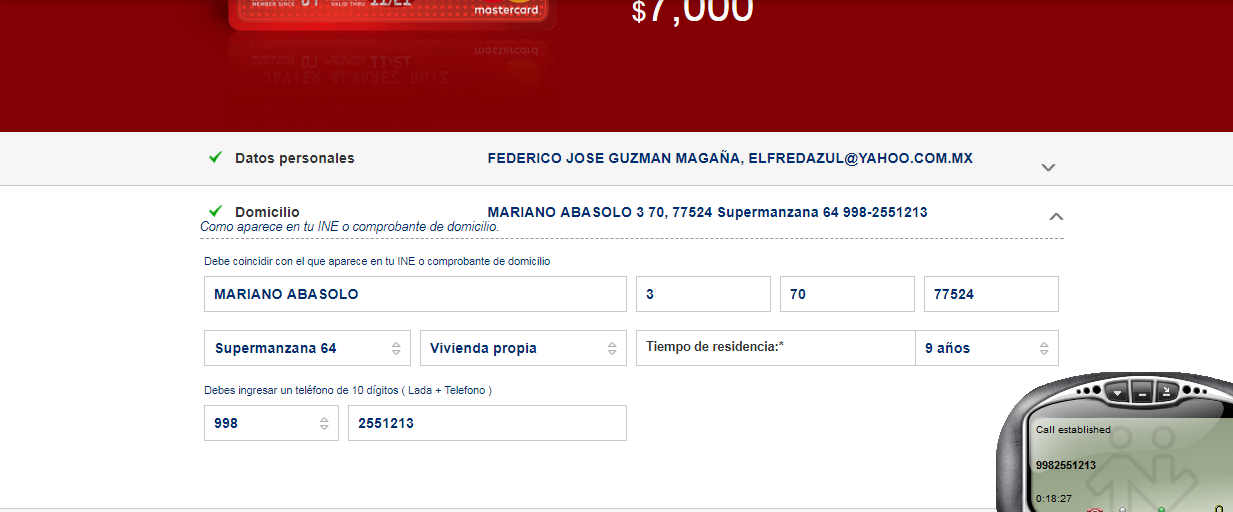 MEMBER SINCE 01 VALID THRU 11/21
mastercard
$7,000
Datos personales FEDERICO JOSE GUZMAN MAGAÑA, ELFREDAZUL@YAHOO.COM.MX
Domicilio MARIANO ABASOLO 3 70, 77524 Supermanzana 64 998-2551213
Como aparece en tu INE o comprobante de domicilio.
Debe coincidir con el que aparece en tu INE o comprobante de domicilio
MARIANO ABASOLO 3 70 77524
Supermanzana 64 Vivienda propia Tiempo de residencia:* 9 años
Debes ingresar un teléfono de 10 dígitos ( Lada + Telefono )
998 2551213
Call established
9982551213
0:18:27